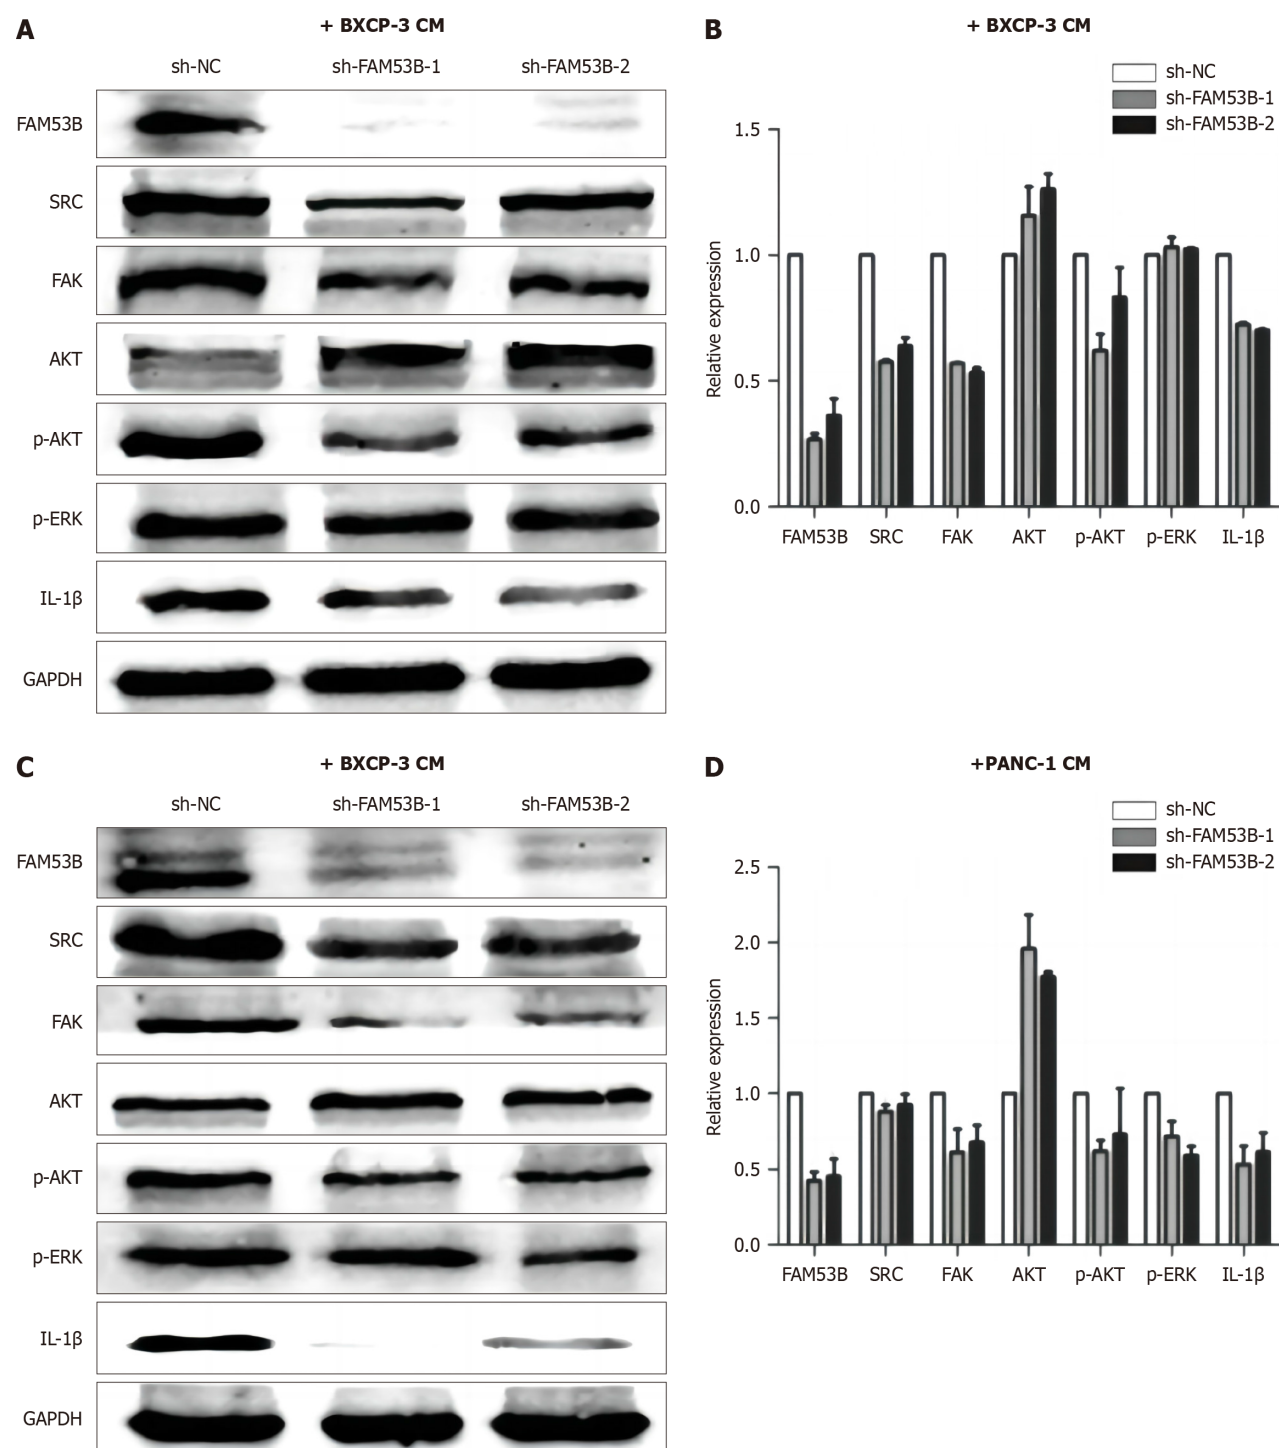 A
+ BXCP-3 CM
sh-NC sh-FAM53B-1 sh-FAM53B-2
FAM53B
SRC
FAK
AKT
p-AKT
p-ERK
IL-1β
GAPDH
B
+ BXCP-3 CM
sh-NC
sh-FAM53B-1
sh-FAM53B-2
Relative expression
1.5
1.0
0.5
0.0
FAM53B SRC FAK AKT p-AKT p-ERK IL-1β
C
+ BXCP-3 CM
sh-NC sh-FAM53B-1 sh-FAM53B-2
FAM53B
SRC
FAK
AKT
p-AKT
p-ERK
IL-1β
GAPDH
D
+PANC-1 CM
sh-NC
sh-FAM53B-1
sh-FAM53B-2
Relative expression
2.5
2.0
1.5
1.0
0.5
0.0
FAM53B SRC FAK AKT p-AKT p-ERK IL-1β